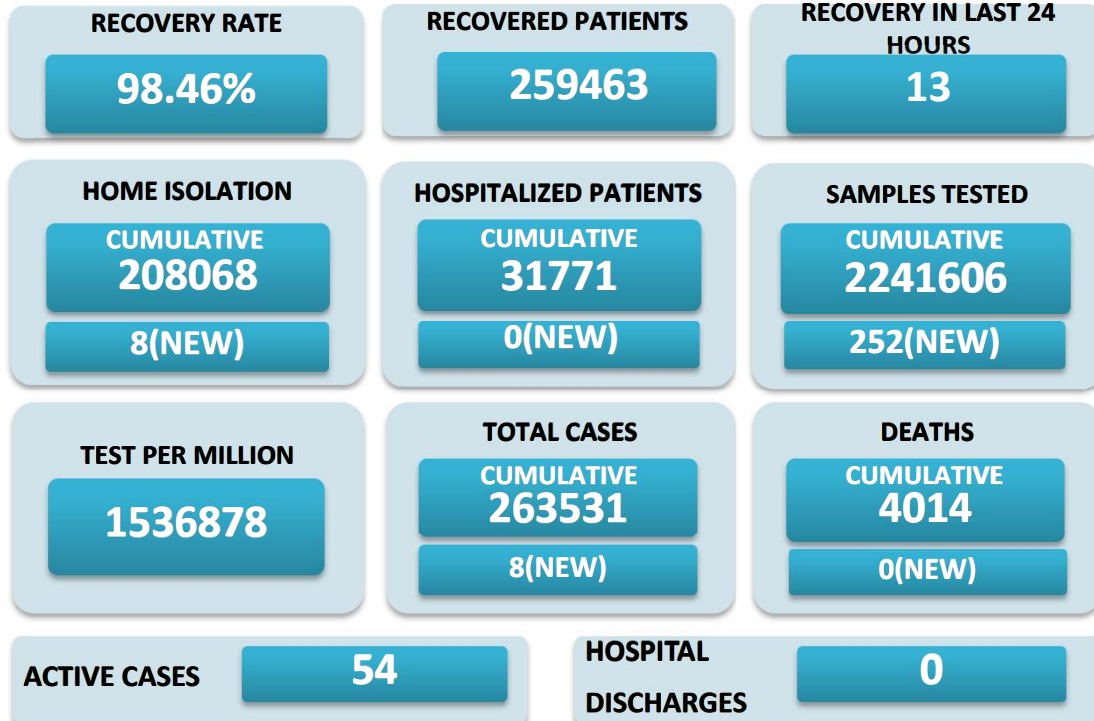 RECOVERY RATE
98.46%
RECOVERED PATIENTS
259463
RECOVERY IN LAST 24
HOURS
13
HOME ISOLATION
CUMULATIVE
208068
8(NEW)
HOSPITALIZED PATIENTS
CUMULATIVE
31771
0(NEW)
SAMPLES TESTED
CUMULATIVE
2241606
252(NEW)
TEST PER MILLION
1536878
TOTAL CASES
CUMULATIVE
263531
8(NEW)
DEATHS
CUMULATIVE
4014
0(NEW)
ACTIVE CASES
54
HOSPITAL
DISCHARGES
0